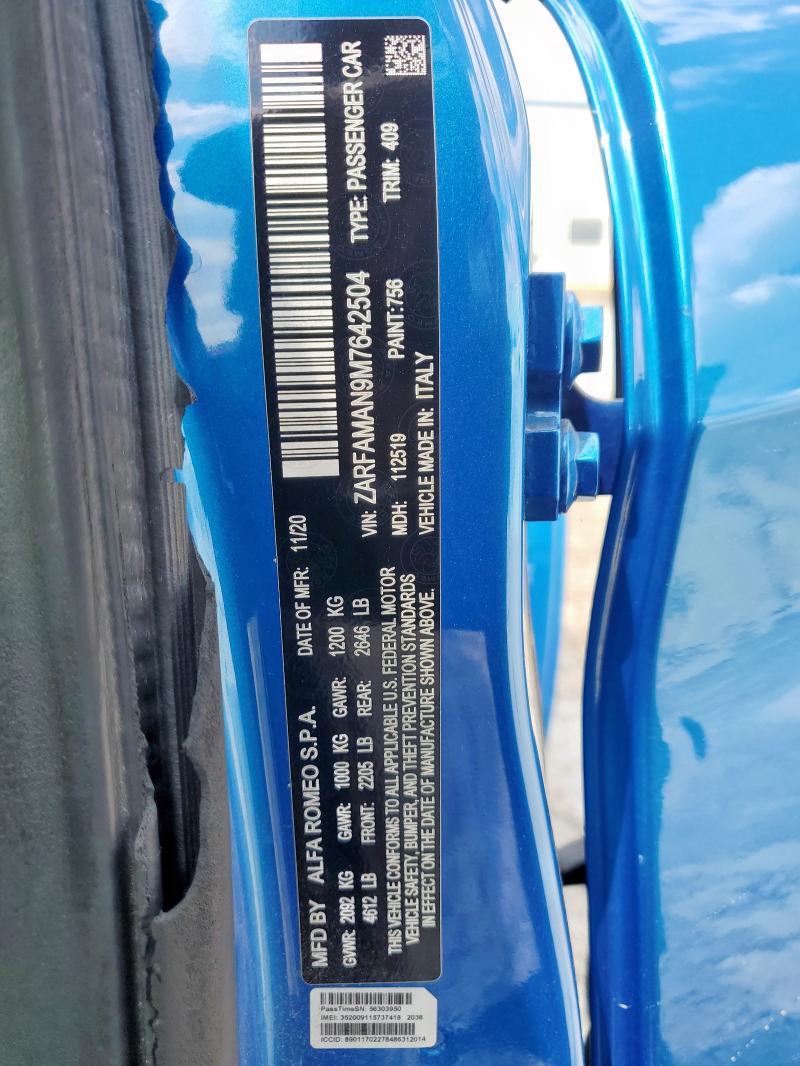 MFD BY ALFA ROMEO S.P.A. DATE OF MFR: 11/20
GVWR: 2092 KG GAWR: 1000 KG GAWR: 1200 KG
4612 LB FRONT: 2205 LB REAR: 2646 LB
THIS VEHICLE CONFORMS TO ALL APPLICABLE U.S. FEDERAL MOTOR
VEHICLE SAFETY, BUMPER, AND THEFT PREVENTION STANDARDS
IN EFFECT ON THE DATE OF MANUFACTURE SHOWN ABOVE.
VIN: ZARFAMAN9M7642504 TYPE: PASSENGER CAR
MDH: 112519 PAINT:756 TRIM: 409
VEHICLE MADE IN: ITALY
PassTimeSN: 56303950
IMEI: 352009115737418 2038
ICCID: 89011702278486312014